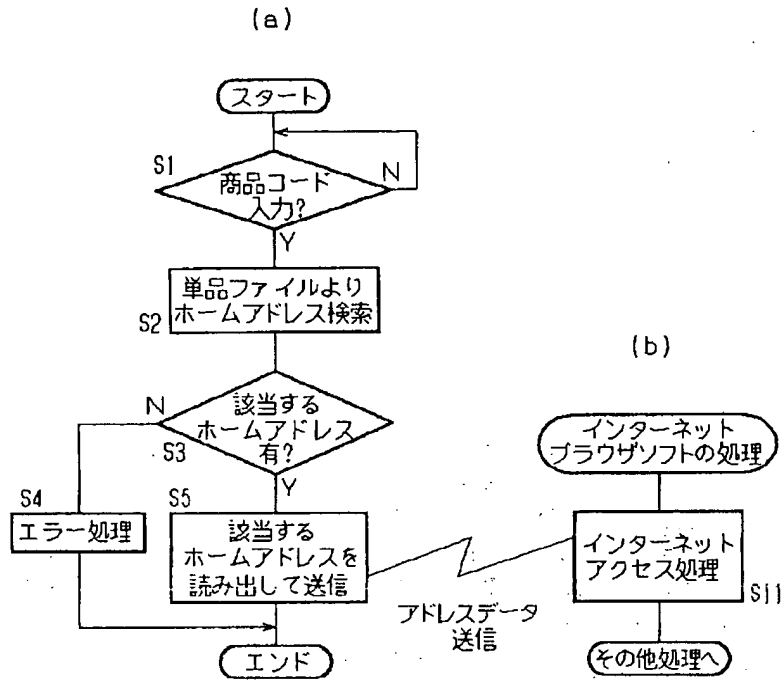 (a)
スタート
S1
商品コード
入力?
N
Y
単品ファイルより
ホームアドレス検索
S2
N
該当する
ホームアドレス
有?
S3
Y
S4
エラー処理
S5
該当する
ホームアドレスを
読み出して送信
エンド
アドレスデータ
送信
(b)
インターネット
ブラウザソフトの処理
インターネット
アクセス処理
S11
その他処理へ